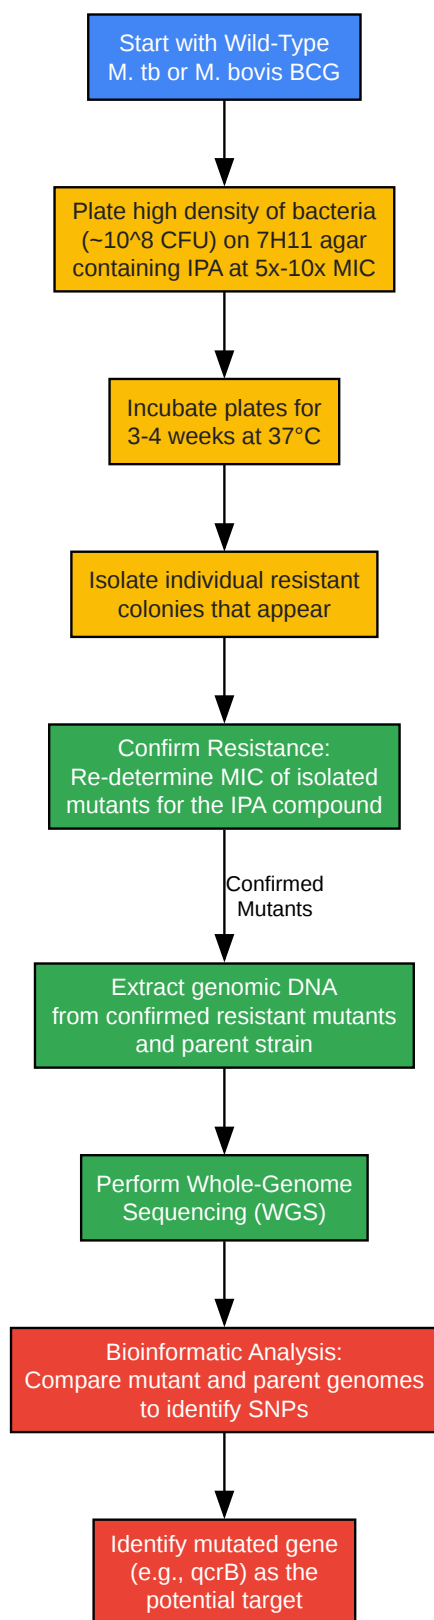 Start with Wild-Type
M. tb or M. bovis BCG
Plate high density of bacteria
(~10^8 CFU) on 7H11 agar
containing IPA at 5x-10x MIC
Incubate plates for
3-4 weeks at 37°C
Isolate individual resistant
colonies that appear
Confirm Resistance:
Re-determine MIC of isolated
mutants for the IPA compound
Confirmed
Mutants
Extract genomic DNA
from confirmed resistant mutants
and parent strain
Perform Whole-Genome
Sequencing (WGS)
Bioinformatic Analysis:
Compare mutant and parent genomes
to identify SNPs
Identify mutated gene
(e.g., qcrB) as the
potential target